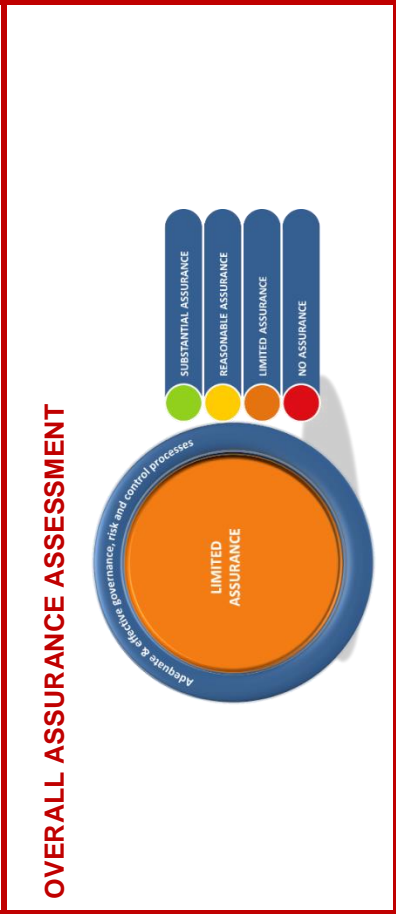 OVERALL ASSURANCE ASSESSMENT
Adequate & effective governance, risk and control processes
LIMITED
ASSURANCE
SUBSTANTIAL ASSURANCE
REASONABLE ASSURANCE
LIMITED ASSURANCE
NO ASSURANCE